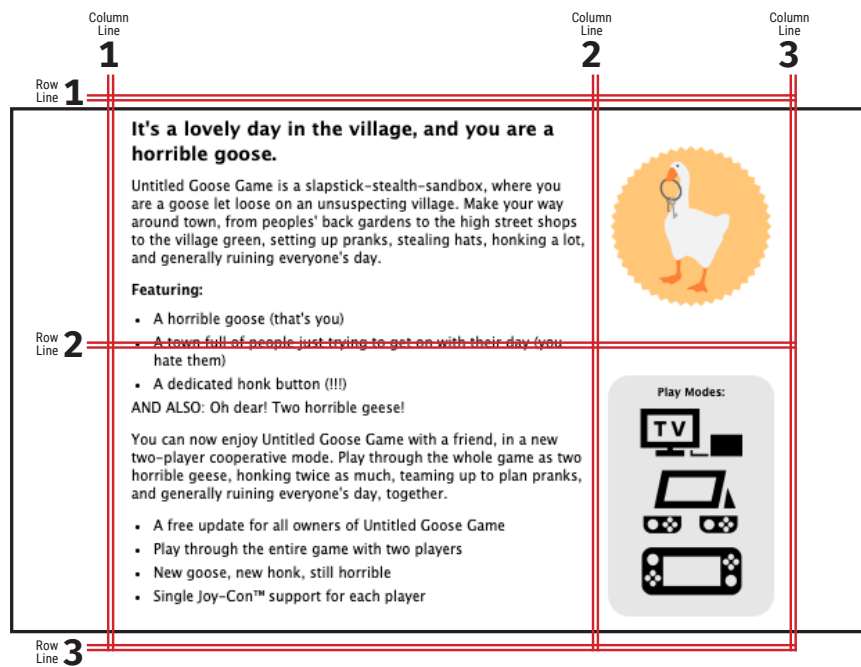 Column
Line
1
Column
Line
2
Column
Line
3
Row
Line 1
It's a lovely day in the village, and you are a
horrible goose.
Untitled Goose Game is a slapstick-stealth-sandbox, where you
are a goose let loose on an unsuspecting village. Make your way
around town, from peoples' back gardens to the high street shops
to the village green, setting up pranks, stealing hats, honking a lot,
and generally ruining everyone's day.
Featuring:
• A horrible goose (that's you)
Row
Line 2
• A town full of people just trying to get on with their day (you
hate them)
• A dedicated honk button (!!!)
AND ALSO: Oh dear! Two horrible geese!
You can now enjoy Untitled Goose Game with a friend, in a new
two-player cooperative mode. Play through the whole game as two
horrible geese, honking twice as much, teaming up to plan pranks,
and generally ruining everyone's day, together.
• A free update for all owners of Untitled Goose Game
• Play through the entire game with two players
• New goose, new honk, still horrible
• Single Joy-Con™ support for each player
Play Modes:
TV
Row
Line 3